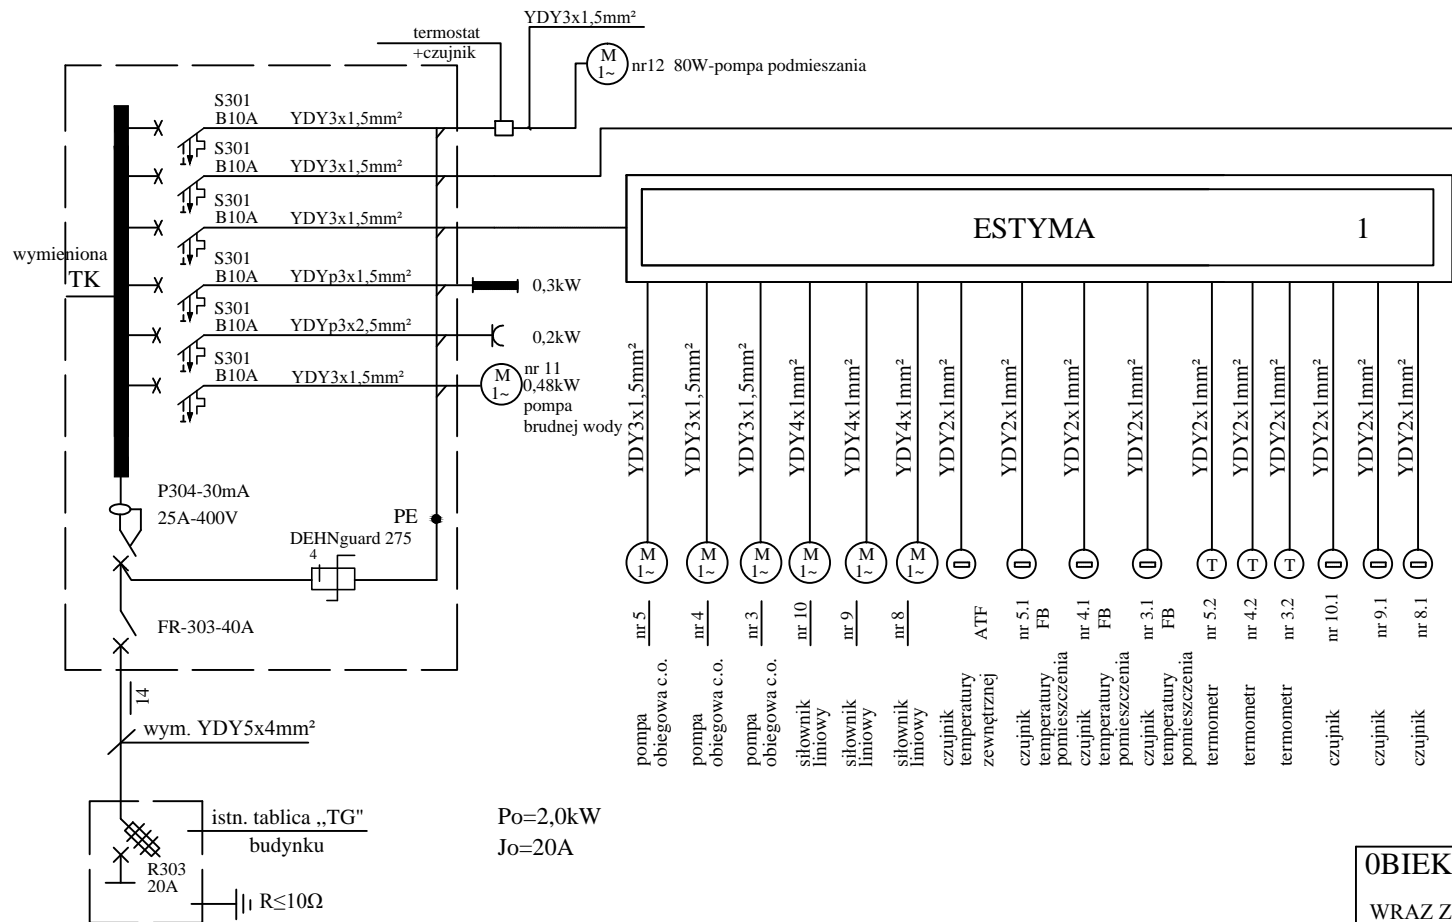 YDY3x1,5mm²
termostat
+czujnik
M
1~
nr12 80W-pompa podmieszania
S301
B10A
YDY3x1,5mm²
S301
B10A
YDY3x1,5mm²
S301
B10A
YDY3x1,5mm²
ESTYMA 1
wymieniona
TK
S301
B10A
YDYp3x1,5mm²
0,3kW
S301
B10A
YDYp3x2,5mm²
0,2kW
S301
B10A
YDY3x1,5mm²
M
1~
nr 11
0,48kW
pompa
brudnej wody
YDY3x1,5mm²
YDY3x1,5mm²
YDY3x1,5mm²
YDY4x1mm²
YDY4x1mm²
YDY4x1mm²
YDY2x1mm²
YDY2x1mm²
YDY2x1mm²
YDY2x1mm²
YDY2x1mm²
YDY2x1mm²
YDY2x1mm²
YDY2x1mm²
YDY2x1mm²
YDY2x1mm²
P304-30mA
25A-400V
PE
DEHNguard 275
4
FR-303-40A
M
1~
M
1~
M
1~
M
1~
M
1~
M
1~
T
T
T
nr 5
nr 4
nr 3
nr 10
nr 9
nr 8
ATF
nr 5.1
FB
nr 4.1
FB
nr 3.1
FB
nr 5.2
nr 4.2
nr 3.2
nr 10.1
nr 9.1
nr 8.1
pompa
obiegowa c.o.
pompa
obiegowa c.o.
pompa
obiegowa c.o.
siłownik
liniowy
siłownik
liniowy
siłownik
liniowy
czujnik
temperatury
zewnętrznej
czujnik
temperatury
pomieszczenia
czujnik
temperatury
pomieszczenia
czujnik
temperatury
pomieszczenia
termometr
termometr
termometr
czujnik
czujnik
czujnik
14
wym. YDY5x4mm²
istn. tablica ,,TG"
budynku
R303
20A
R≤10Ω
Po=2,0kW
Jo=20A
0BIEK
WRAZ Z